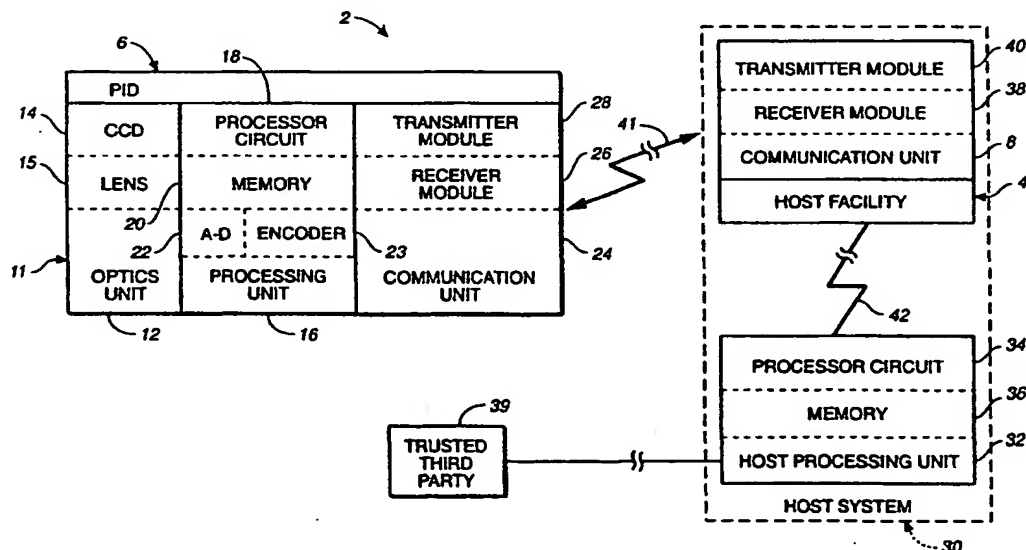 2
6
18
PID
14
CCD
PROCESSOR
CIRCUIT
TRANSMITTER
MODULE
28
15
LENS
MEMORY
RECEIVER
MODULE
26
20
22
A-D
ENCODER
23
24
11
OPTICS
UNIT
PROCESSING
UNIT
COMMUNICATION
UNIT
12
16
41
TRANSMITTER MODULE
40
RECEIVER MODULE
38
COMMUNICATION UNIT
8
HOST FACILITY
4
42
PROCESSOR CIRCUIT
34
MEMORY
36
HOST PROCESSING UNIT
32
HOST SYSTEM
30
39
TRUSTED
THIRD
PARTY